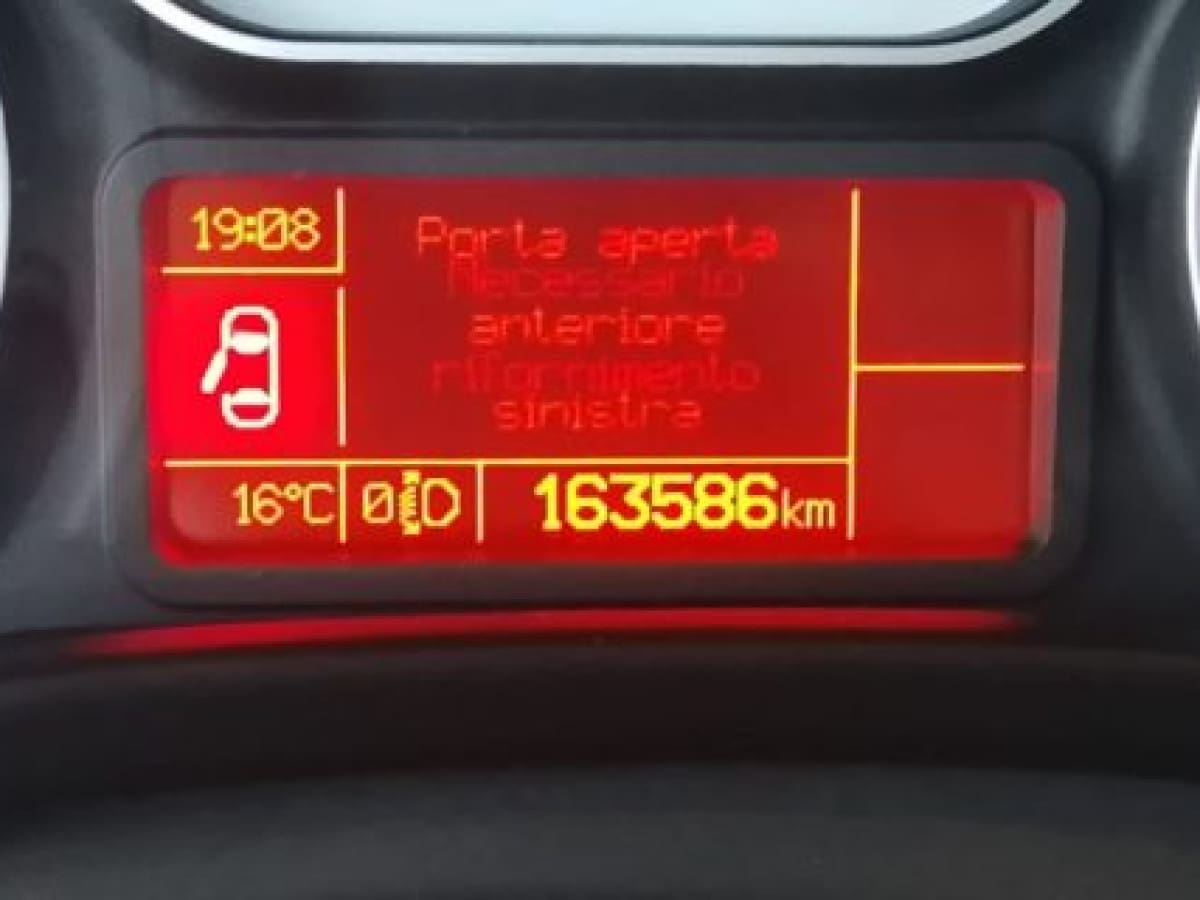 19:08
Porta aperta
Necessario
anteriore
rifornimento
sinistra
16°C
0
163586km